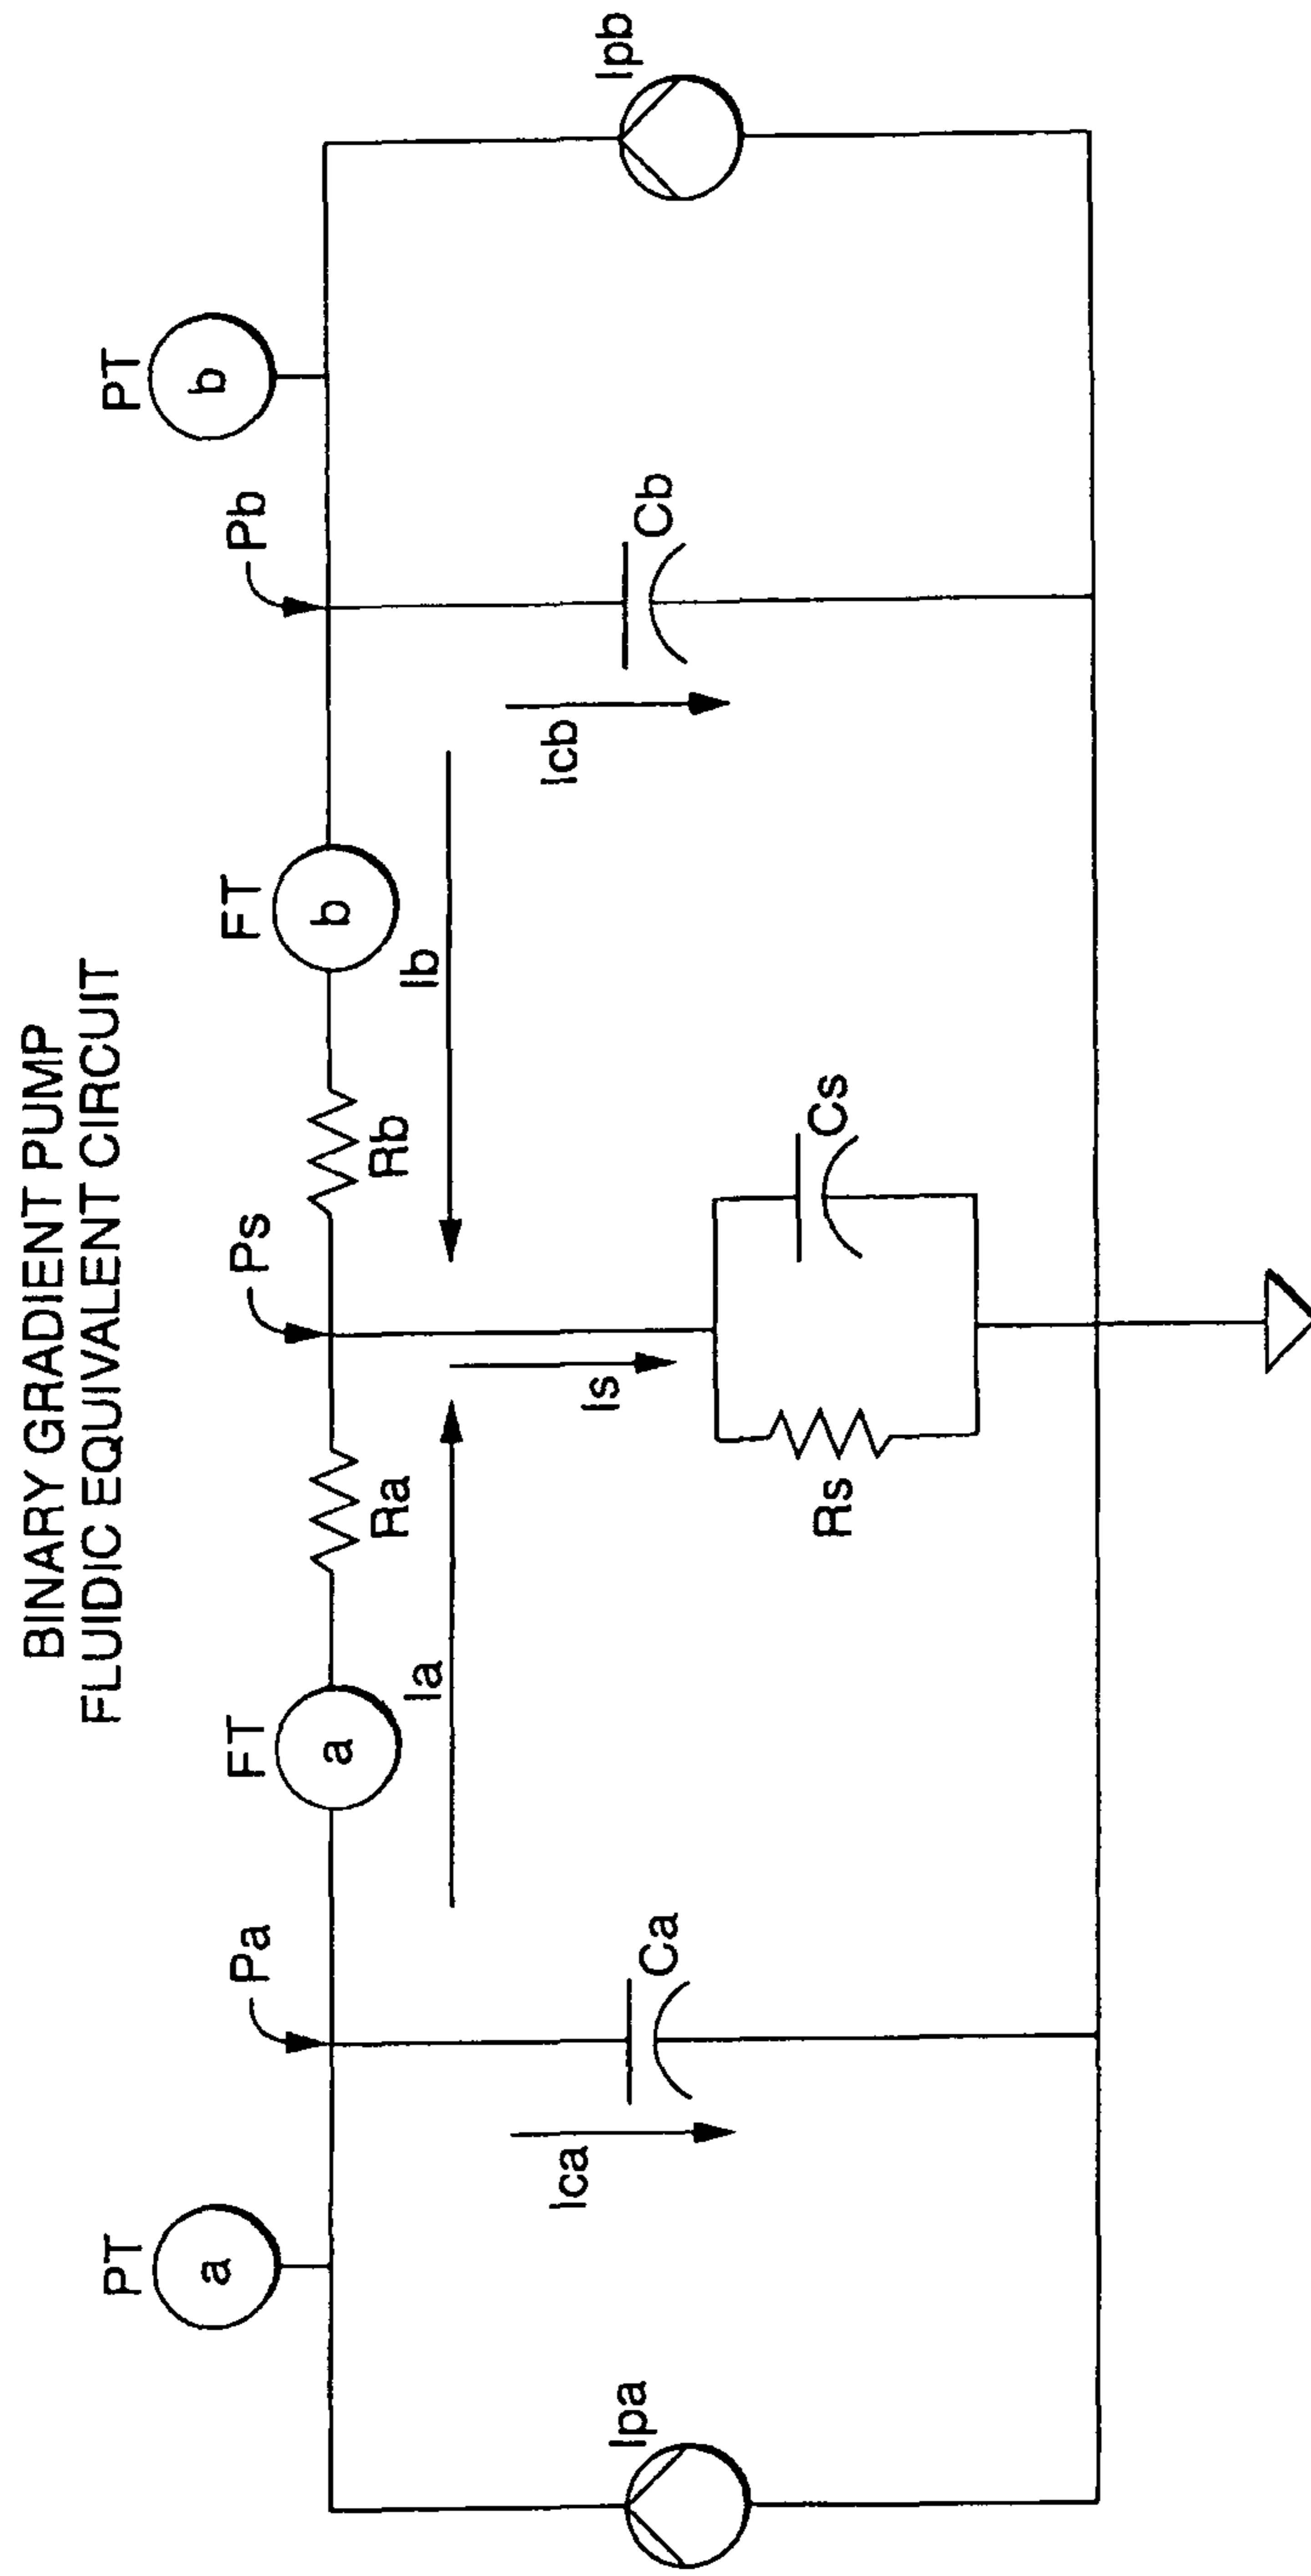 BINARY GRADIENT PUMP
FLUIDIC EQUIVALENT CIRCUIT
PT
a
Pa
FT
a
Ra
Ps
Rb
FT
b
Pb
PT
b
Ia
Ib
Is
Ica
Ca
Icb
Cb
Ipa
Ipb
Rs
Cs